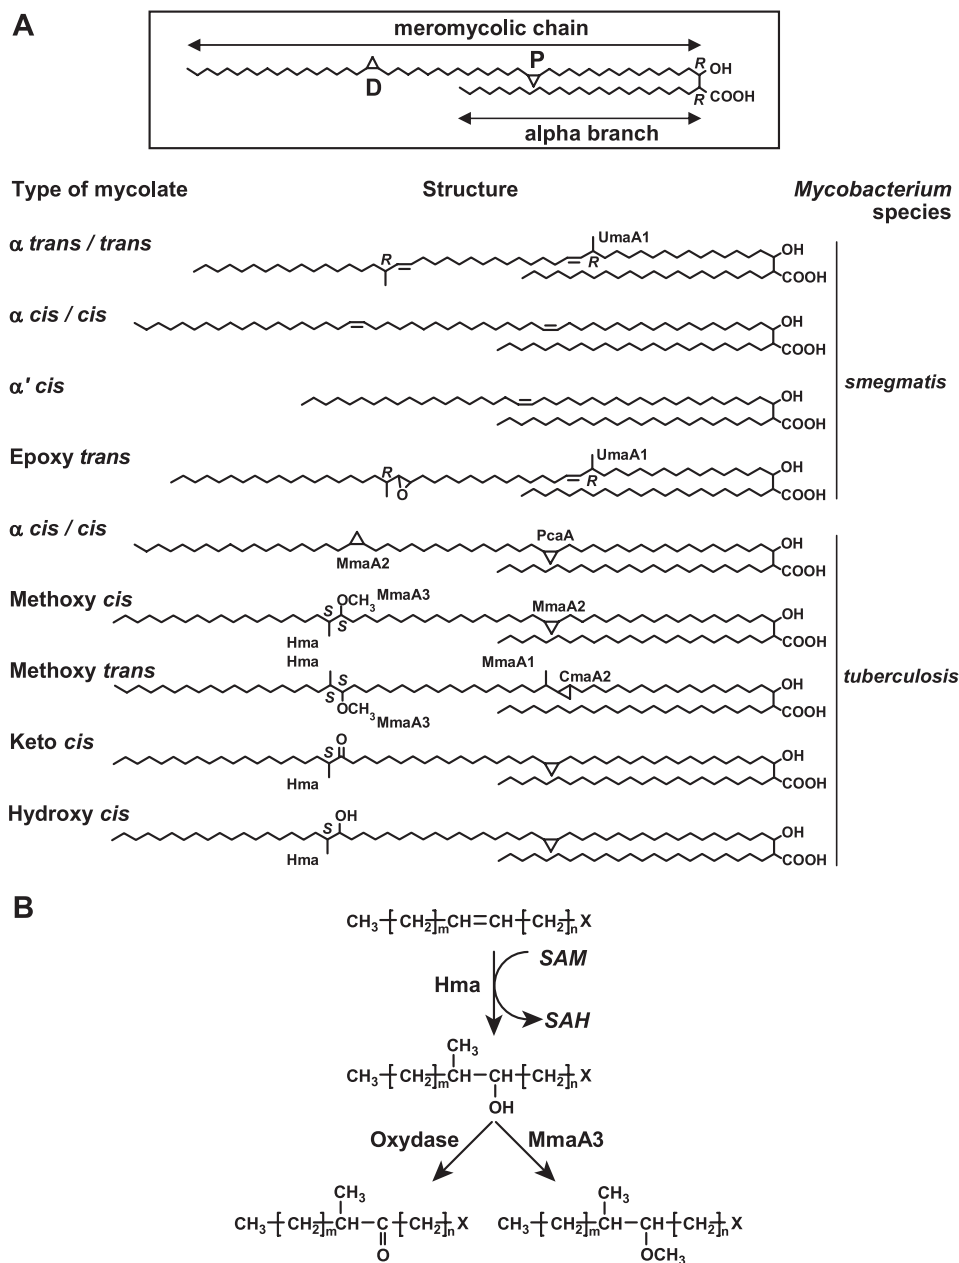 A
meromycolic chain
P
R
OH
D
R
COOH
alpha branch
Type of mycolate Structure Mycobacterium
species
α trans / trans
UmaA1
R
R
OH
COOH
α cis / cis
OH
COOH
α' cis
OH
COOH
smegmatis
Epoxy trans
UmaA1
R
O
R
OH
COOH
α cis / cis
PcaA
OH
MmaA2
COOH
Methoxy cis
OCH3 MmaA3
MmaA2
S
S
OH
Hma
COOH
Methoxy trans
Hma
MmaA1
CmaA2
S
S
OH
OCH3
MmaA3
COOH
tuberculosis
Keto cis
O
S
OH
Hma
COOH
Hydroxy cis
OH
S
OH
Hma
COOH
B
CH3-[CH2]m-CH=CH-[CH2]n X
SAM
Hma
SAH
CH3
CH3-[CH2]m-CH-CH-[CH2]n-X
OH
Oxydase MmaA3
CH3 CH3
CH3-[CH2]m-CH-C-[CH2]n-X CH3-[CH2]m-CH-CH-[CH2]n-X
O OCH3